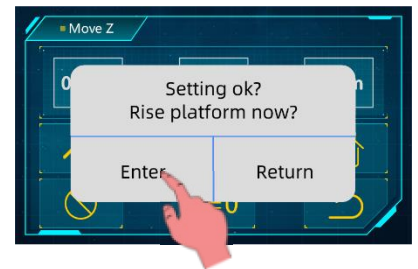 Move Z
Setting ok?
Rise platform now?
Enter
Return